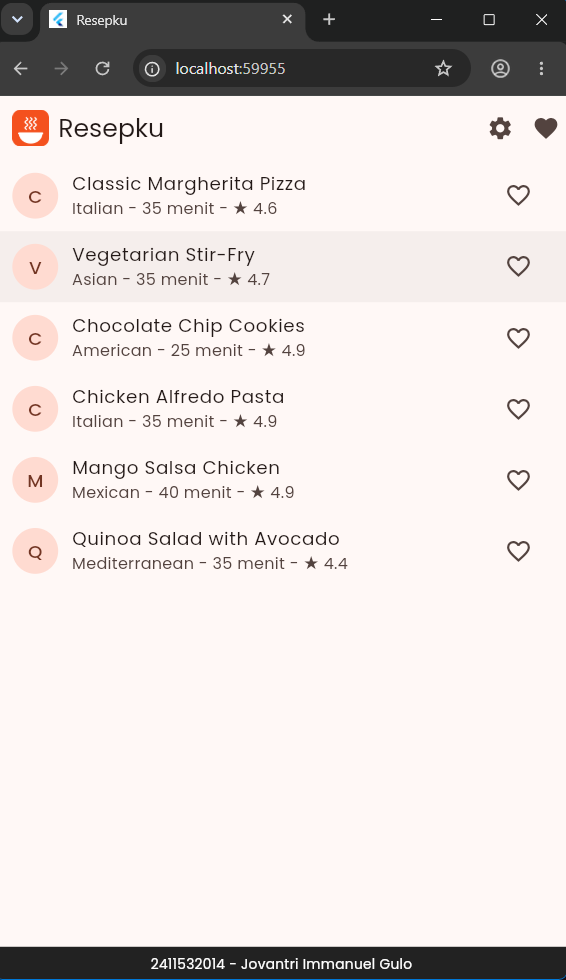 Resepku
localhost:59955
Resepku
C
Classic Margherita Pizza
Italian - 35 menit - ★ 4.6
V
Vegetarian Stir-Fry
Asian - 35 menit - ★ 4.7
C
Chocolate Chip Cookies
American - 25 menit - ★ 4.9
C
Chicken Alfredo Pasta
Italian - 35 menit - ★ 4.9
M
Mango Salsa Chicken
Mexican - 40 menit - ★ 4.9
Q
Quinoa Salad with Avocado
Mediterranean - 35 menit - ★ 4.4
2411532014 - Jovantri Immanuel Gulo